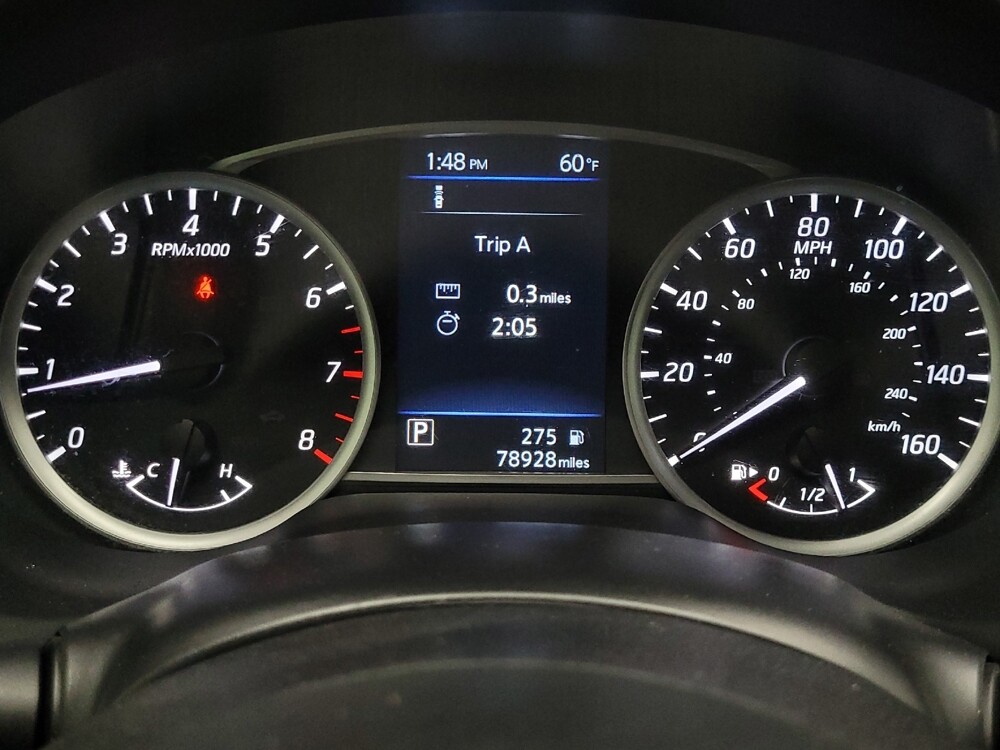 1:48 PM 60°F
Trip A
0.3 miles
2:05
P 275
78928 miles
0 1 2 3 4 5 6 7 8
RPMx1000
C H
0 20 40 60 80 100 120 140 160
MPH
40 80 120 160 200 240
km/h
0 1/2 1